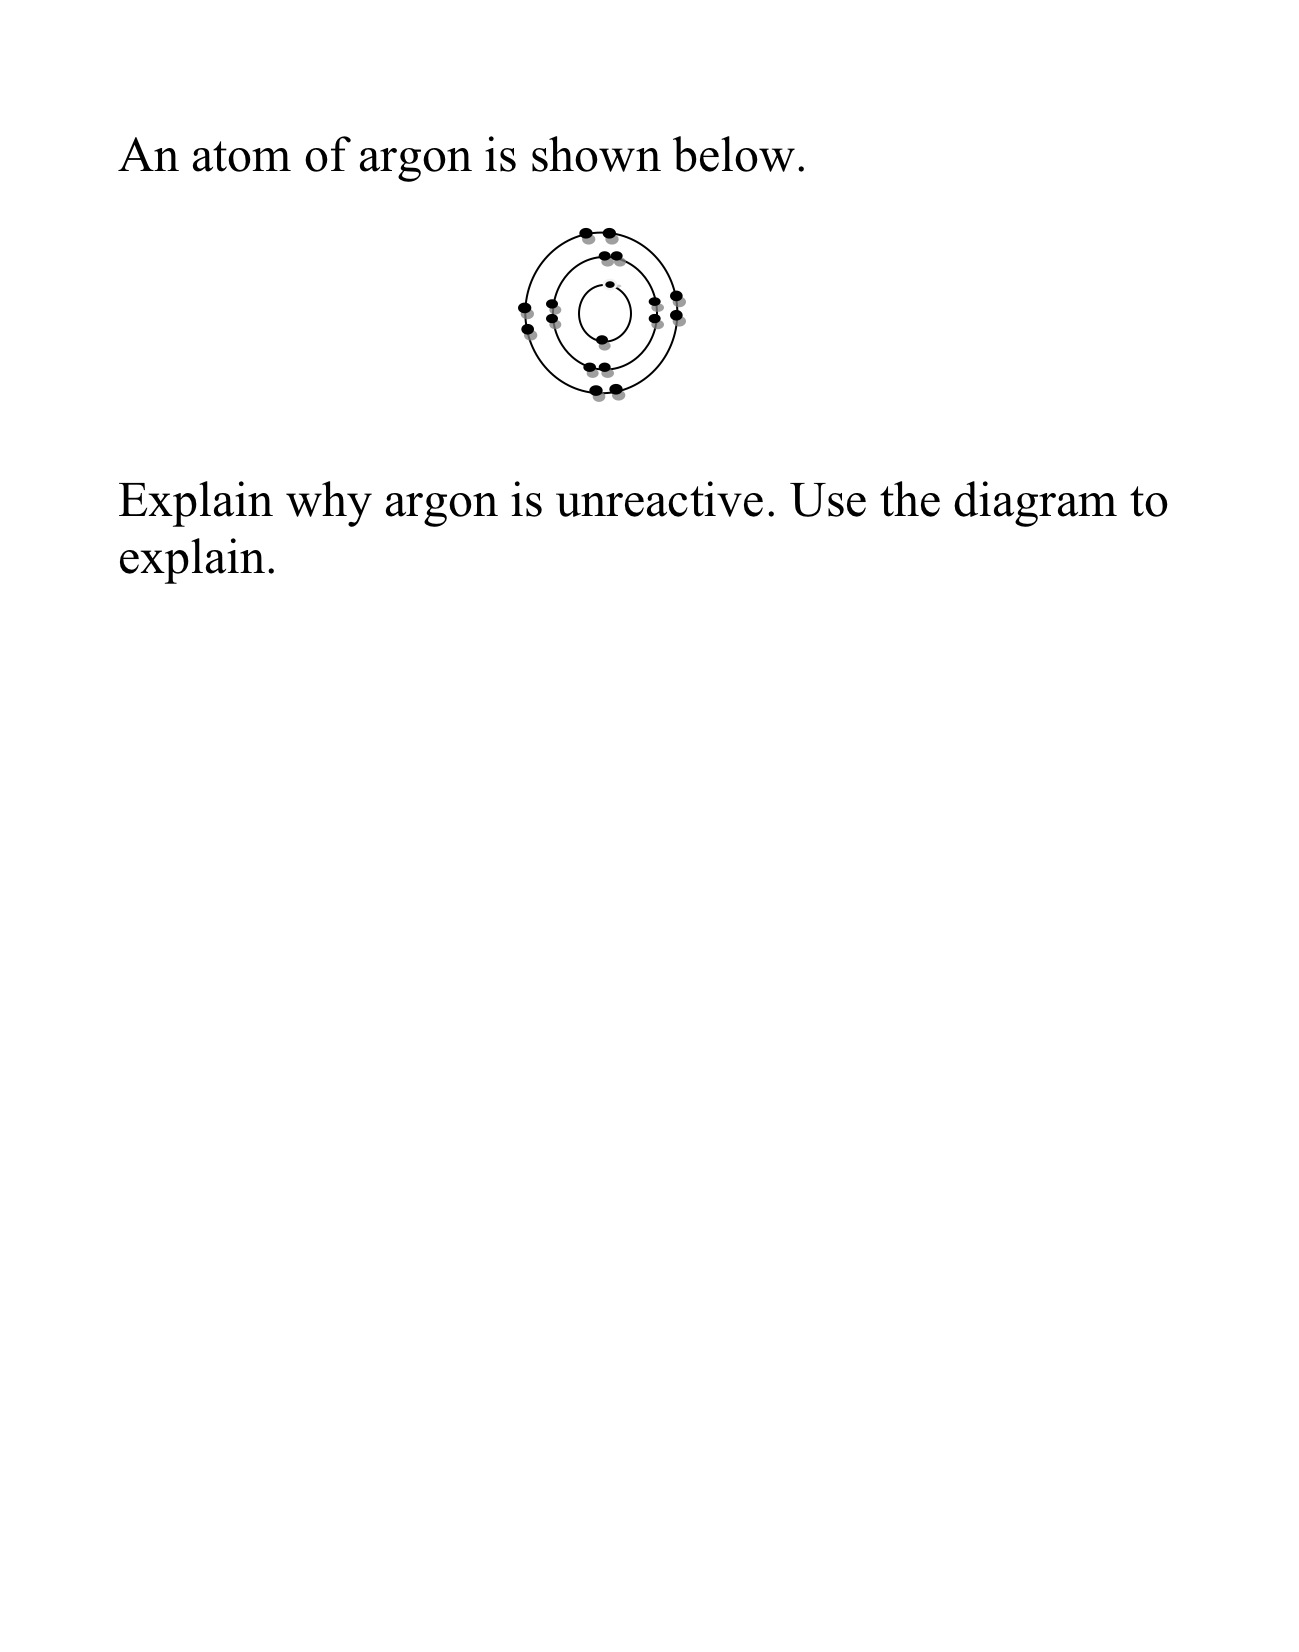 An atom of argon is shown below.
Explain why argon is unreactive. Use the diagram to
explain.